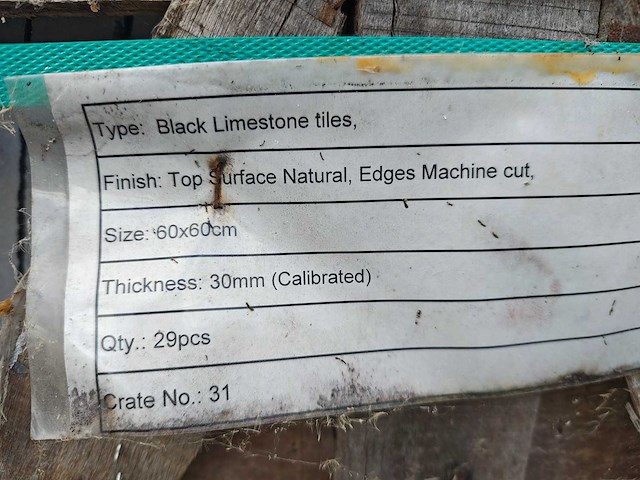 Type: Black Limestone tiles,
Finish: Top Surface Natural, Edges Machine cut,
Size: 60x60cm
Thickness: 30mm (Calibrated)
Qty.: 29pcs
Crate No.: 31